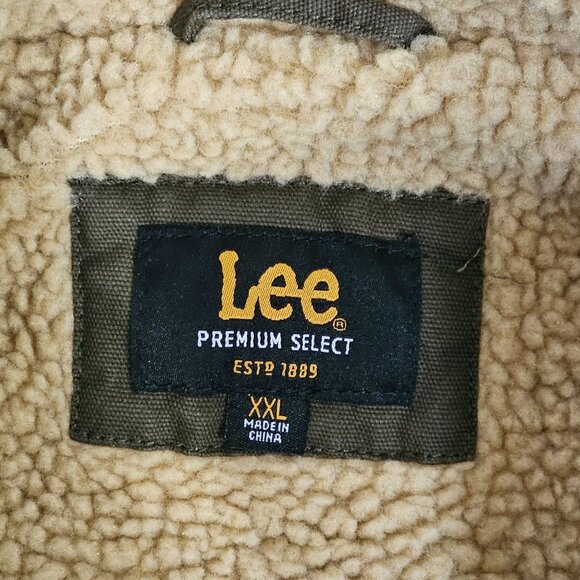 Lee®
PREMIUM SELECT
ESTD 1889
XXL
MADE IN
CHINA